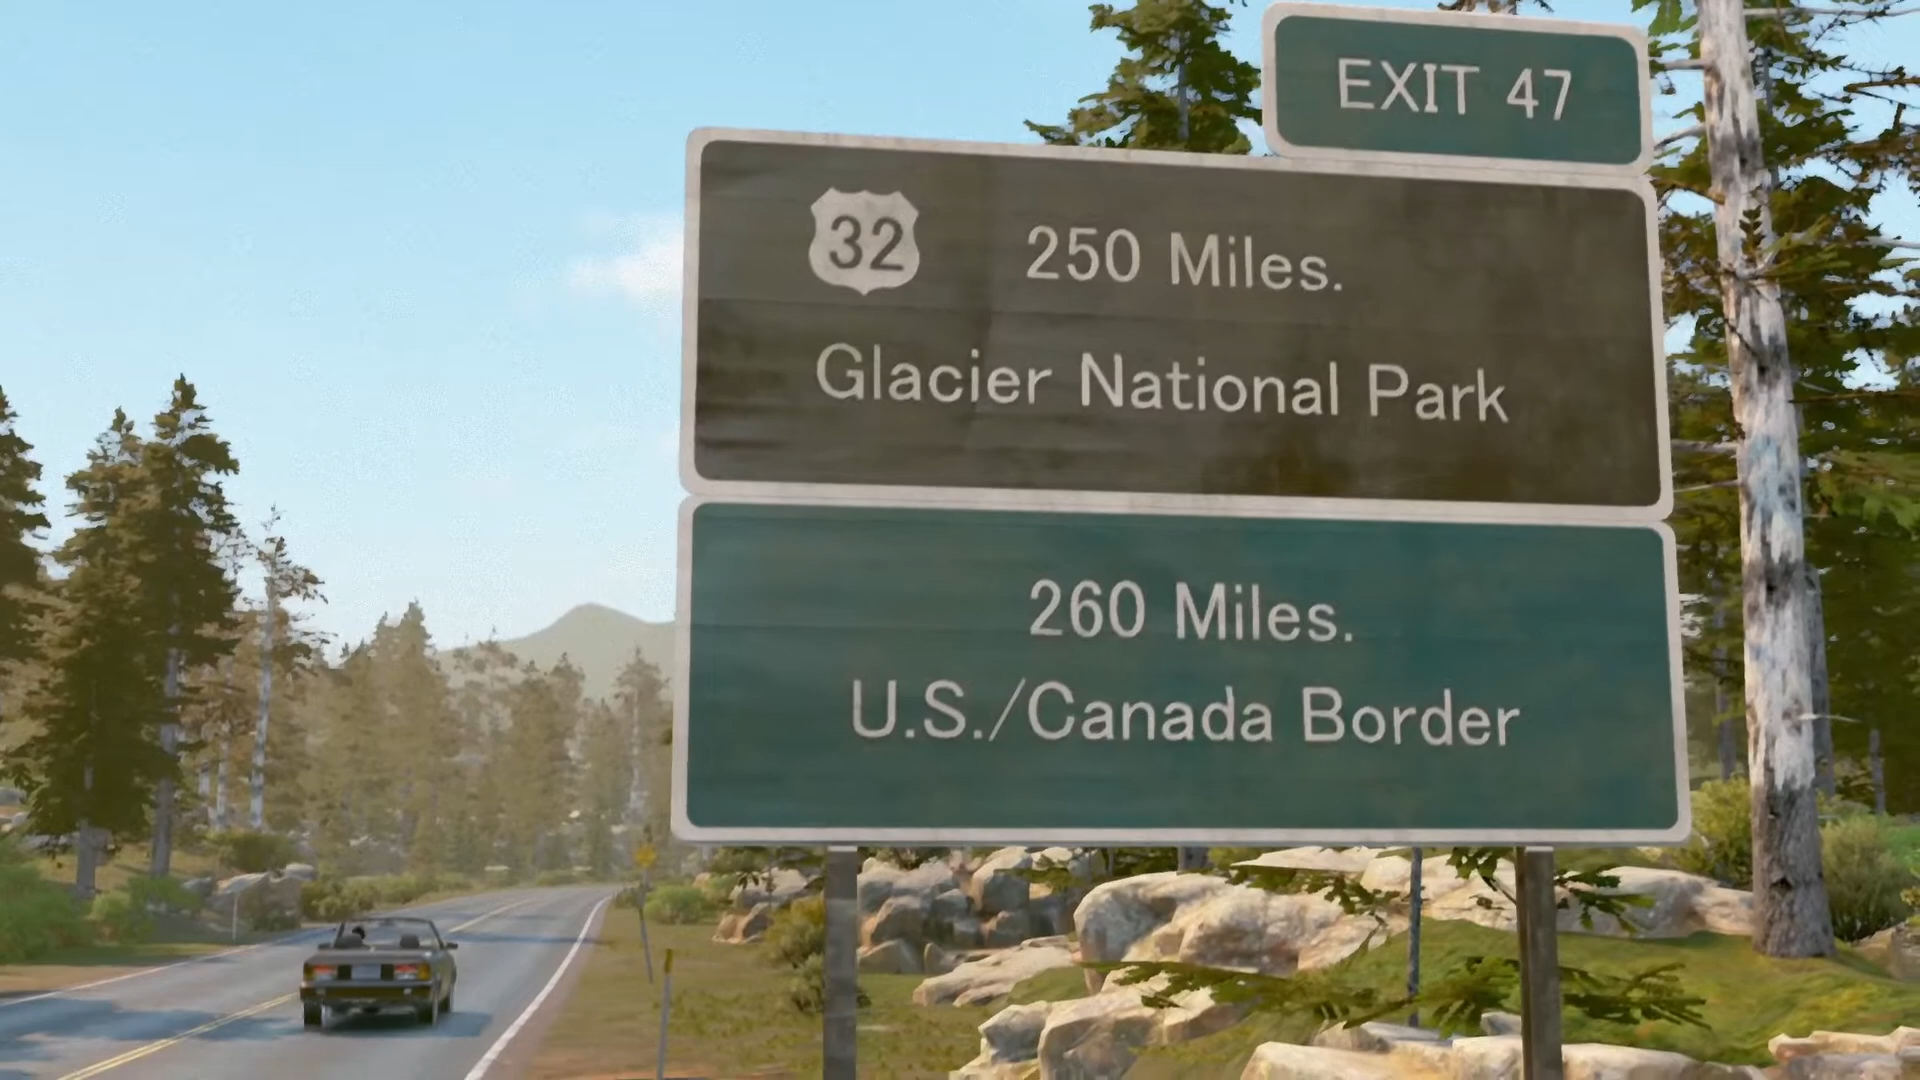 EXIT 47
32 250 Miles.
Glacier National Park
260 Miles.
U.S./Canada Border